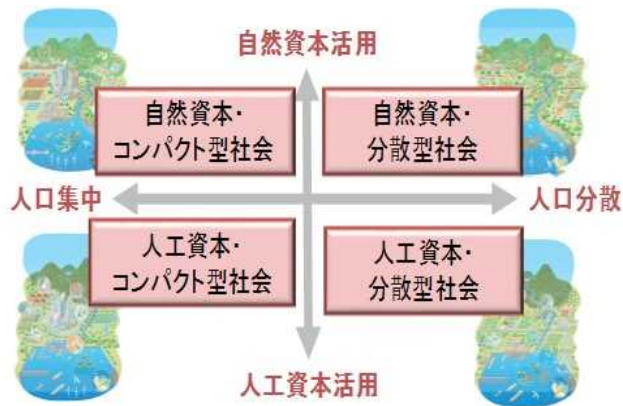 自然資本活用
自然資本・
コンパクト型社会
自然資本・
分散型社会
人口集中
人口分散
人工資本・
コンパクト型社会
人工資本・
分散型社会
人工資本活用